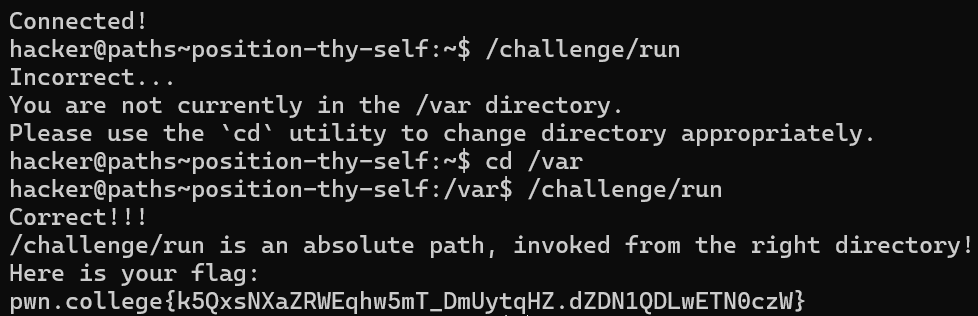 Connected!
hacker@paths~position-thy-self:~$ /challenge/run
Incorrect...
You are not currently in the /var directory.
Please use the `cd` utility to change directory appropriately.
hacker@paths~position-thy-self:~$ cd /var
hacker@paths~position-thy-self:/var$ /challenge/run
Correct!!!
/challenge/run is an absolute path, invoked from the right directory!
Here is your flag:
pwn.college{k5QxsNXaZRWEqhw5mT_DmUytqHZ.dZDN1QDLwETN0czW}